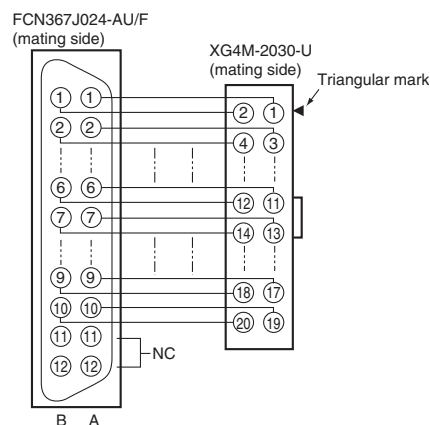 FCN367J024-AU/F
(mating side)
XG4M-2030-U
(mating side)
Triangular mark
1 1
2 1
2 2
4 3
6 6
12 11
7 7
14 13
9 9
18 17
10 10
20 19
11 11
NC
12 12
B A